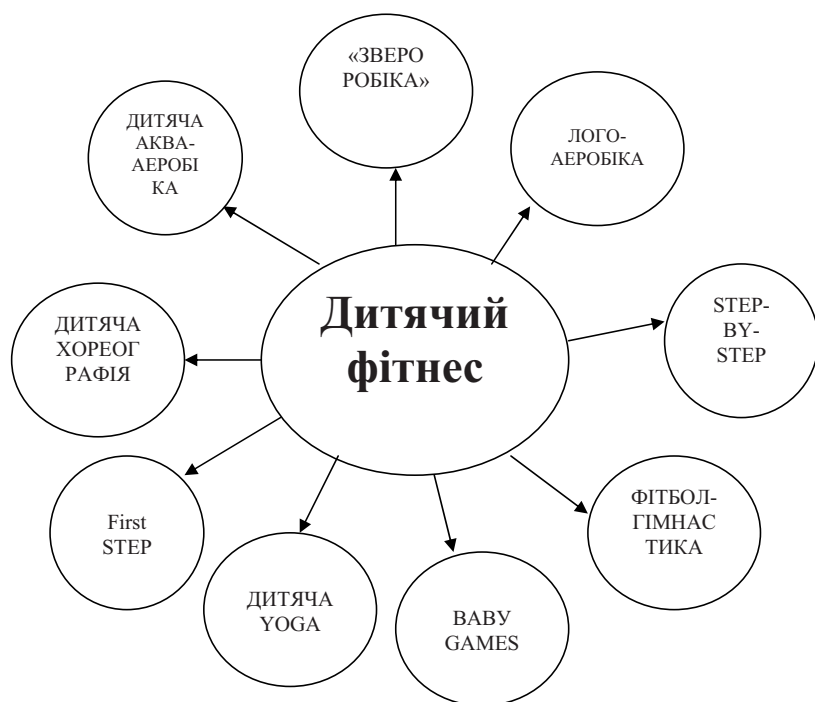 «ЗВЕРО
РОБІКА»
ДИТЯЧА
АКВА-
АЕРОБІ
КА
ЛОГО-
АЕРОБІКА
Дитячий
фітнес
STEP-
BY-
STEP
ДИТЯЧА
ХОРЕОГ
РАФІЯ
First
STEP
ФІТБОЛ-
ГІМНАС
ТИКА
ДИТЯЧА
YOGA
BABY
GAMES